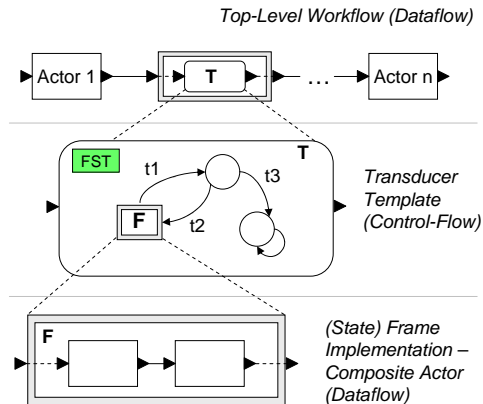 Top-Level Workflow (Dataflow)
Actor 1
T
...
Actor n
FST
T
t1
t3
F
t2
Transducer
Template
(Control-Flow)
F
(State) Frame
Implementation –
Composite Actor
(Dataflow)